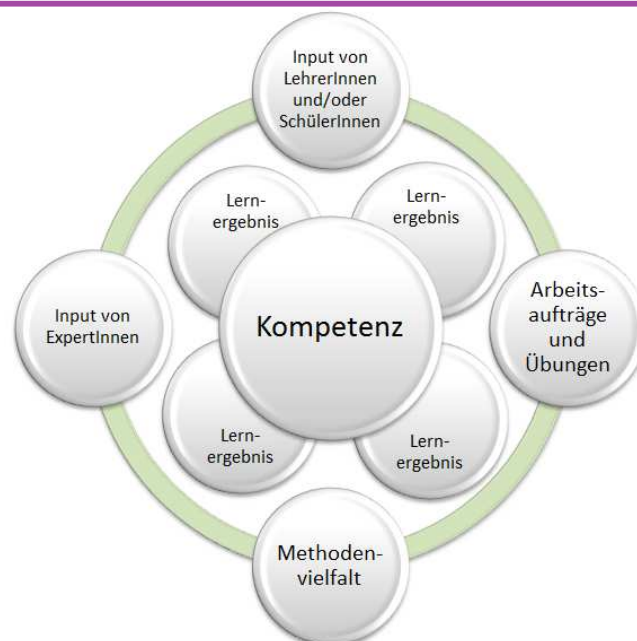 Input von
LehrerInnen
und/oder
SchülerInnen
Lern-
ergebnis
Lern-
ergebnis
Input von
ExpertInnen
Kompetenz
Arbeits-
aufträge
und
Übungen
Lern-
ergebnis
Lern-
ergebnis
Methoden-
vielfalt